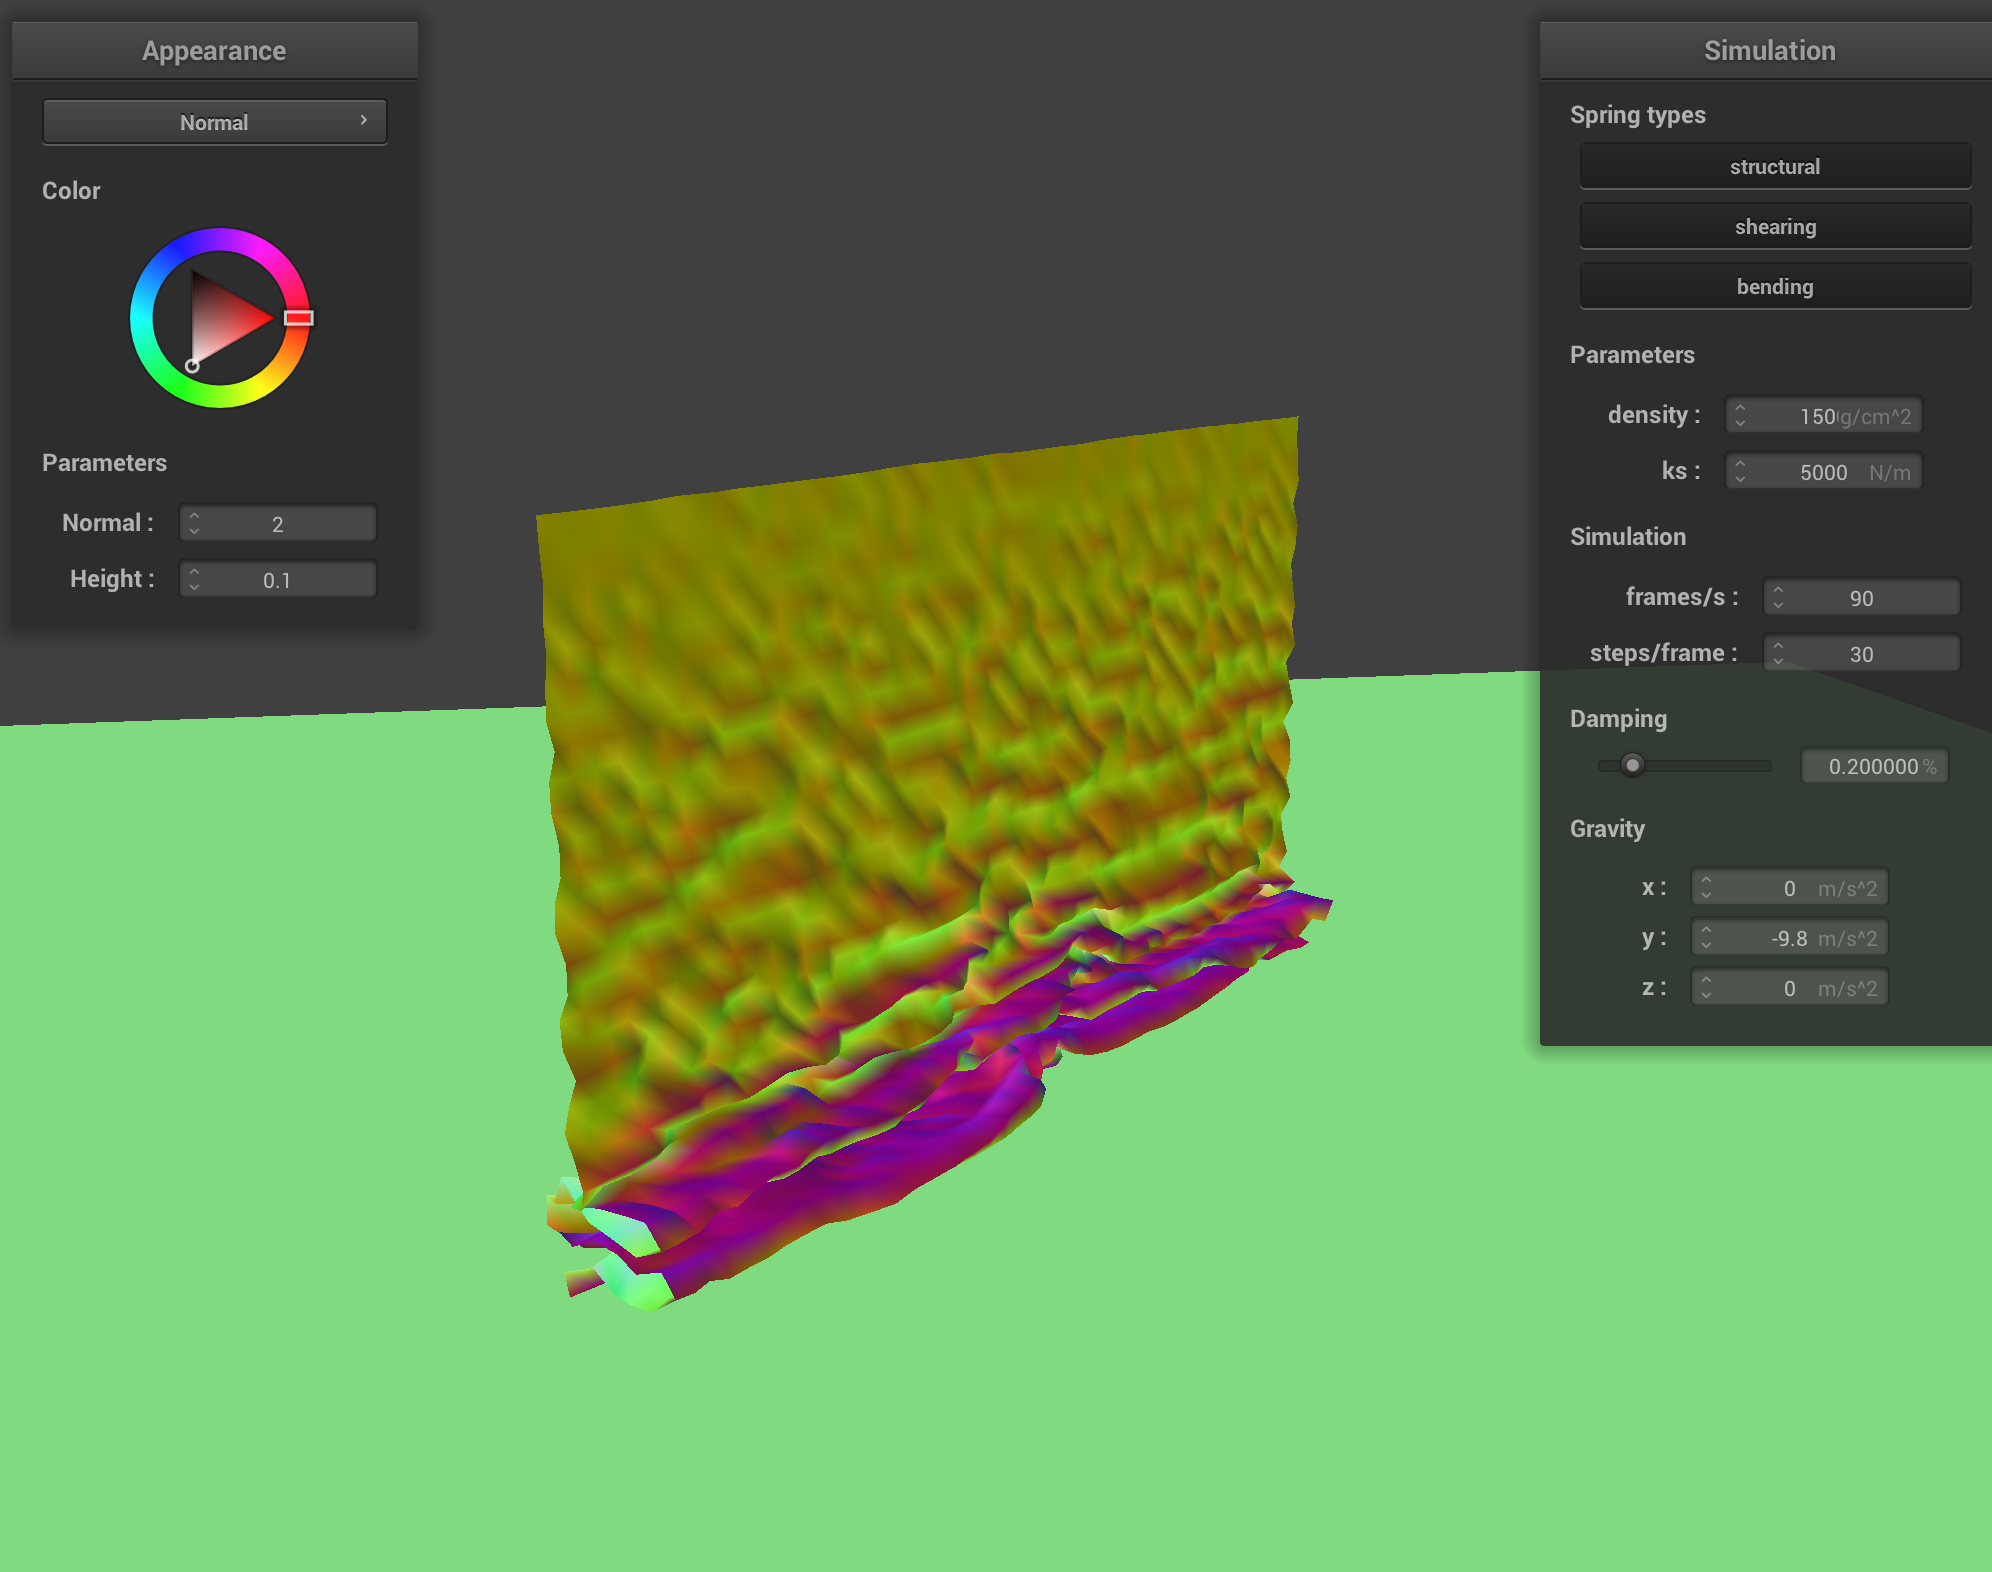 Appearance
Normal
Color
Parameters
Normal : 2
Height : 0.1
Simulation
Spring types
structural
shearing
bending
Parameters
density : 150 g/cm^2
ks : 5000 N/m
Simulation
frames/s : 90
steps/frame : 30
Damping
0.200000 %
Gravity
x : 0 m/s^2
y : -9.8 m/s^2
z : 0 m/s^2